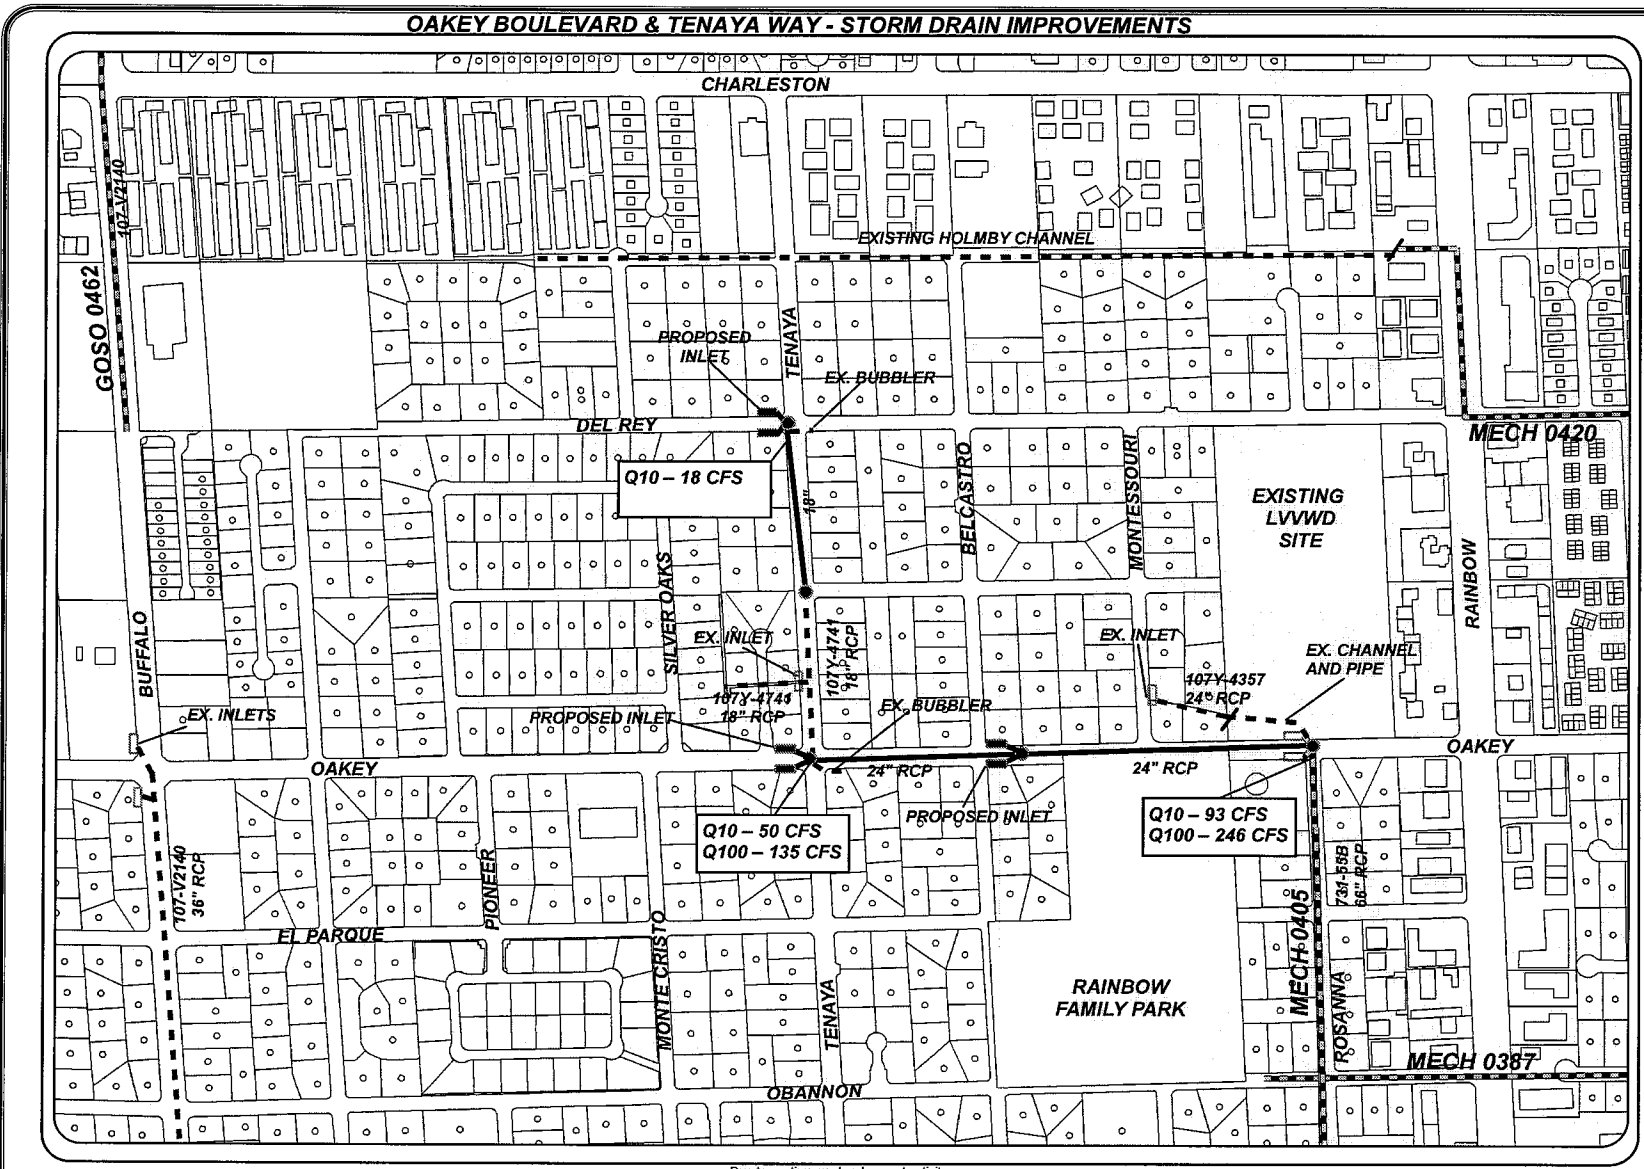 OAKEY BOULEVARD & TENAYA WAY - STORM DRAIN IMPROVEMENTS
CHARLESTON
107-V2140
GOSO 0462
EXISTING HOLMBY CHANNEL
TENAYA
PROPOSED
INLET
EX. BUBBLER
DEL REY
MECH 0420
Q10 – 18 CFS
18"
BELCASTRO
MONTESSOURI
EXISTING
LVVWD
SITE
RAINBOW
SILVER OAKS
BUFFALO
EX. INLET
107Y-4741
18" RCP
EX. INLET
EX. CHANNEL
AND PIPE
107Y-4741
18" RCP
107Y-4357
24" RCP
EX. INLETS
PROPOSED INLET
EX. BUBBLER
OAKEY
OAKEY
24" RCP
24" RCP
PROPOSED INLET
Q10 – 50 CFS
Q100 – 135 CFS
Q10 – 93 CFS
Q100 – 246 CFS
107-V2140
36" RCP
PIONEER
731-55B
66" RCP
EL PARQUE
MONTE CRISTO
TENAYA
RAINBOW
FAMILY PARK
MECH 0405
ROSANNA
MECH 0387
OBANNON